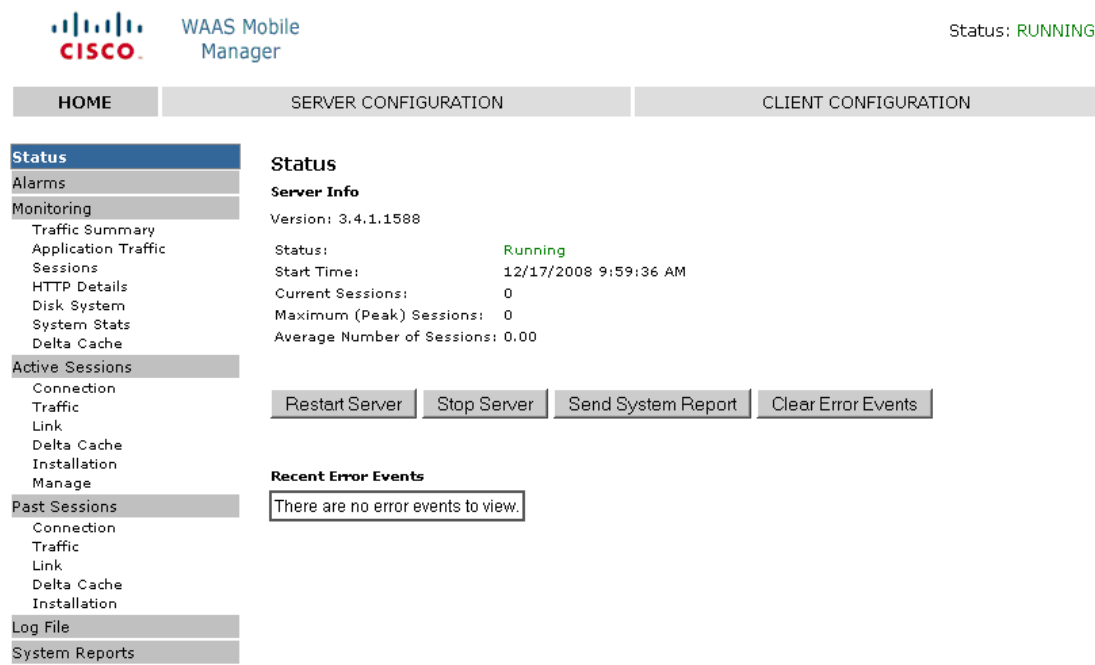 CISCO
WAAS Mobile
Manager
Status: RUNNING
HOME
SERVER CONFIGURATION
CLIENT CONFIGURATION
Status
Alarms
Monitoring
Traffic Summary
Application Traffic
Sessions
HTTP Details
Disk System
System Stats
Delta Cache
Active Sessions
Connection
Traffic
Link
Delta Cache
Installation
Manage
Past Sessions
Connection
Traffic
Link
Delta Cache
Installation
Log File
System Reports
Status
Server Info
Version: 3.4.1.1588
Status: Running
Start Time: 12/17/2008 9:59:36 AM
Current Sessions: 0
Maximum (Peak) Sessions: 0
Average Number of Sessions: 0.00
Restart Server
Stop Server
Send System Report
Clear Error Events
Recent Error Events
There are no error events to view.